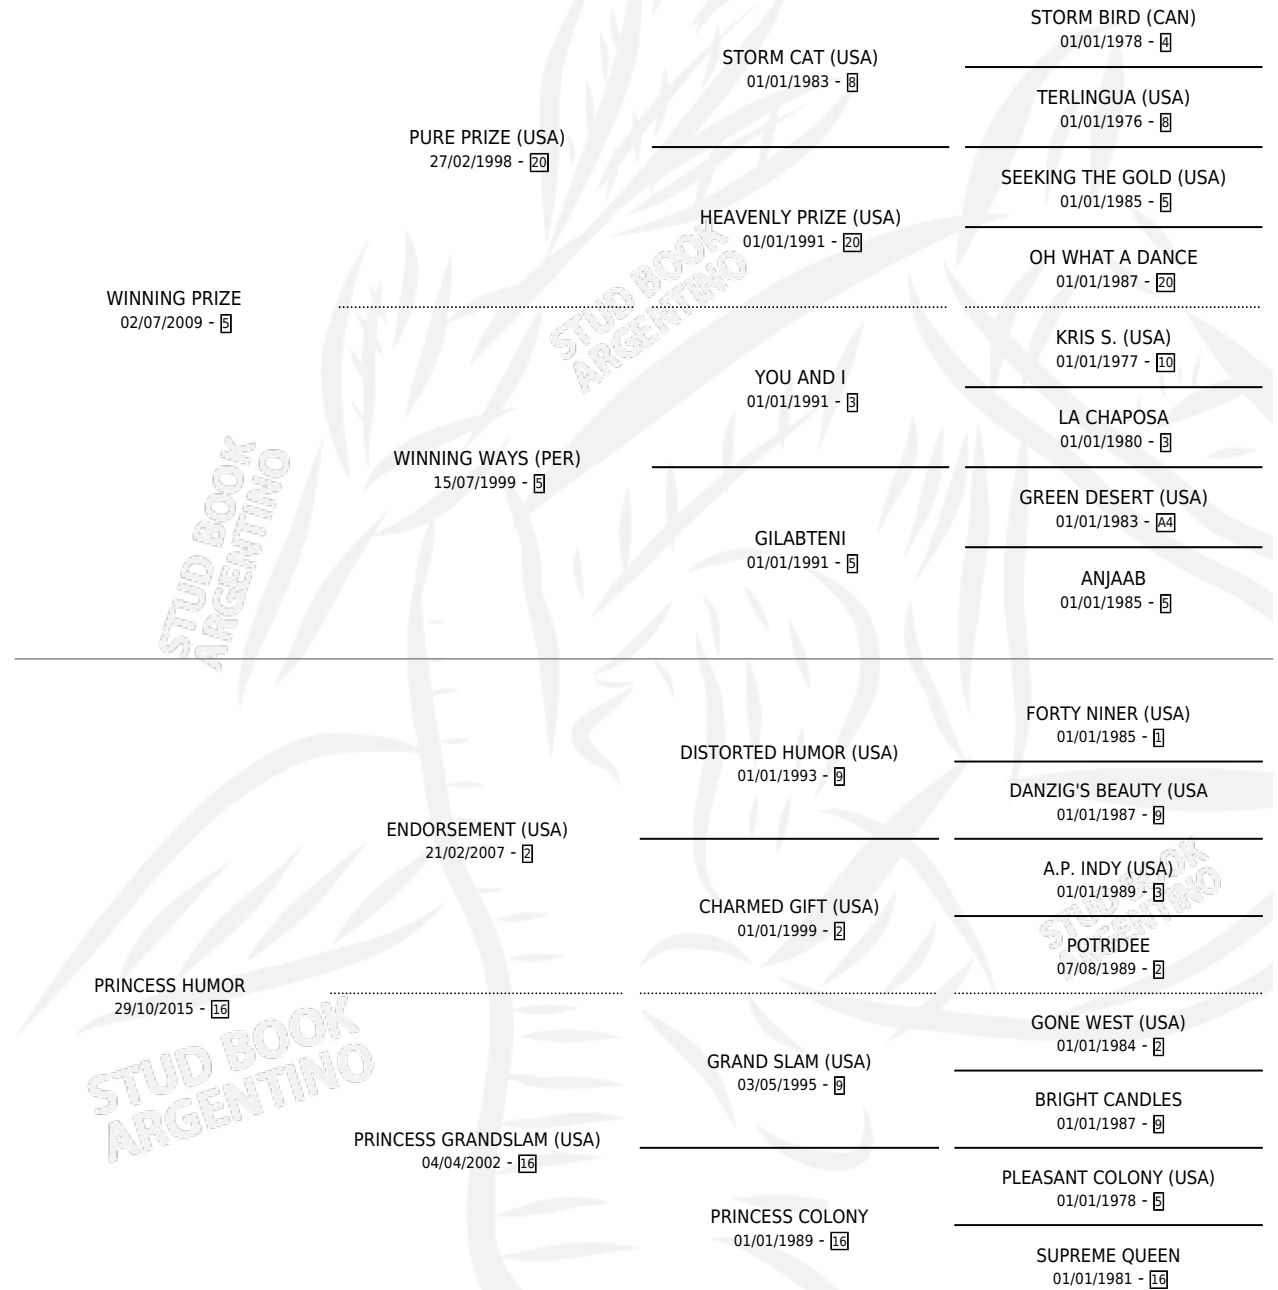 STORM BIRD (CAN)
01/01/1978 - 4
STORM CAT (USA)
01/01/1983 - 8
TERLINGUA (USA)
01/01/1976 - 8
PURE PRIZE (USA)
27/02/1998 - 20
SEEKING THE GOLD (USA)
01/01/1985 - 5
HEAVENLY PRIZE (USA)
01/01/1991 - 20
OH WHAT A DANCE
01/01/1987 - 20
WINNING PRIZE
02/07/2009 - 5
KRIS S. (USA)
01/01/1977 - 10
YOU AND I
01/01/1991 - 3
LA CHAPOSA
01/01/1980 - 3
WINNING WAYS (PER)
15/07/1999 - 5
GREEN DESERT (USA)
01/01/1983 - A4
GILABTENI
01/01/1991 - 5
ANJAAB
01/01/1985 - 5
FORTY NINER (USA)
01/01/1985 - 1
DISTORTED HUMOR (USA)
01/01/1993 - 9
DANZIG'S BEAUTY (USA
01/01/1987 - 9
ENDORSEMENT (USA)
21/02/2007 - 2
A.P. INDY (USA)
01/01/1989 - 3
CHARMED GIFT (USA)
01/01/1999 - 2
POTRIDEE
07/08/1989 - 2
PRINCESS HUMOR
29/10/2015 - 16
GONE WEST (USA)
01/01/1984 - 2
GRAND SLAM (USA)
03/05/1995 - 9
BRIGHT CANDLES
01/01/1987 - 9
PRINCESS GRANDSLAM (USA)
04/04/2002 - 16
PLEASANT COLONY (USA)
01/01/1978 - 5
PRINCESS COLONY
01/01/1989 - 16
SUPREME QUEEN
01/01/1981 - 16
STUD BOOK
ARGENTINO
STUD BOOK
ARGENTINO
STUD BOOK
ARGENTINO
STUD BOOK
ARGENTINO